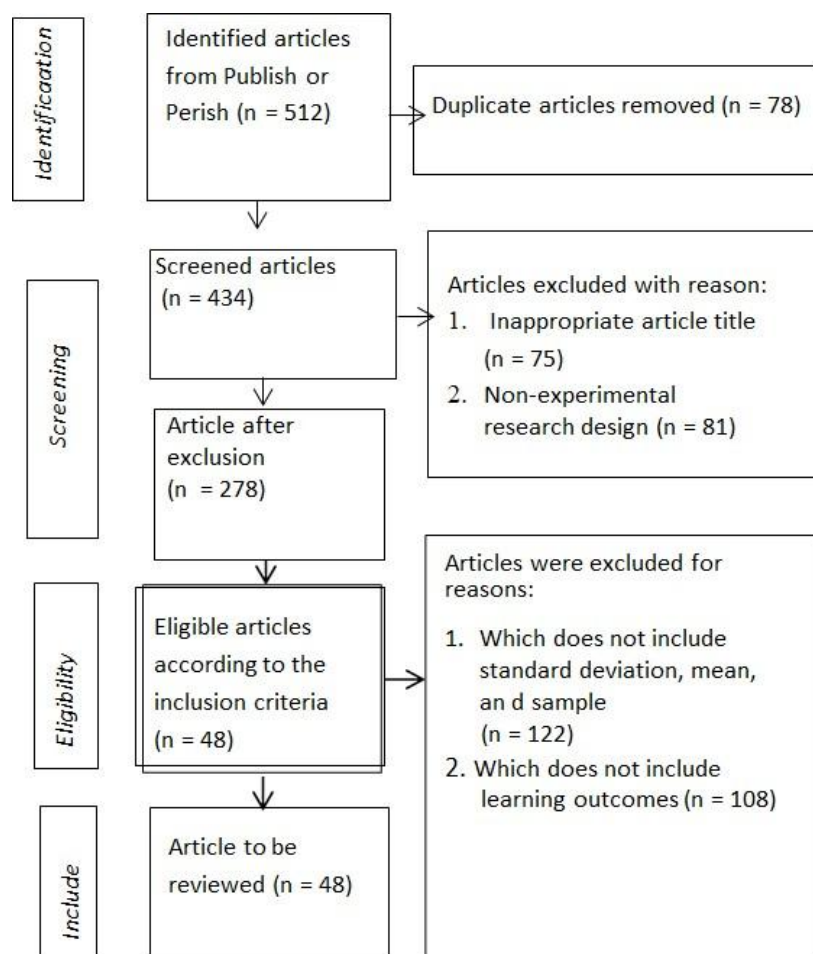 Identificaation
Identified articles
from Publish or
Perish (n = 512)
Duplicate articles removed (n = 78)
Screening
Screened articles
(n = 434)
Articles excluded with reason:
1. Inappropriate article title
(n = 75)
2. Non-experimental
research design (n = 81)
Article after
exclusion
(n = 278)
Eligibility
Eligible articles
according to the
inclusion criteria
(n = 48)
Articles were excluded for
reasons:
1. Which does not include
standard deviation, mean,
an d sample
(n = 122)
2. Which does not include
learning outcomes (n = 108)
Include
Article to be
reviewed (n = 48)